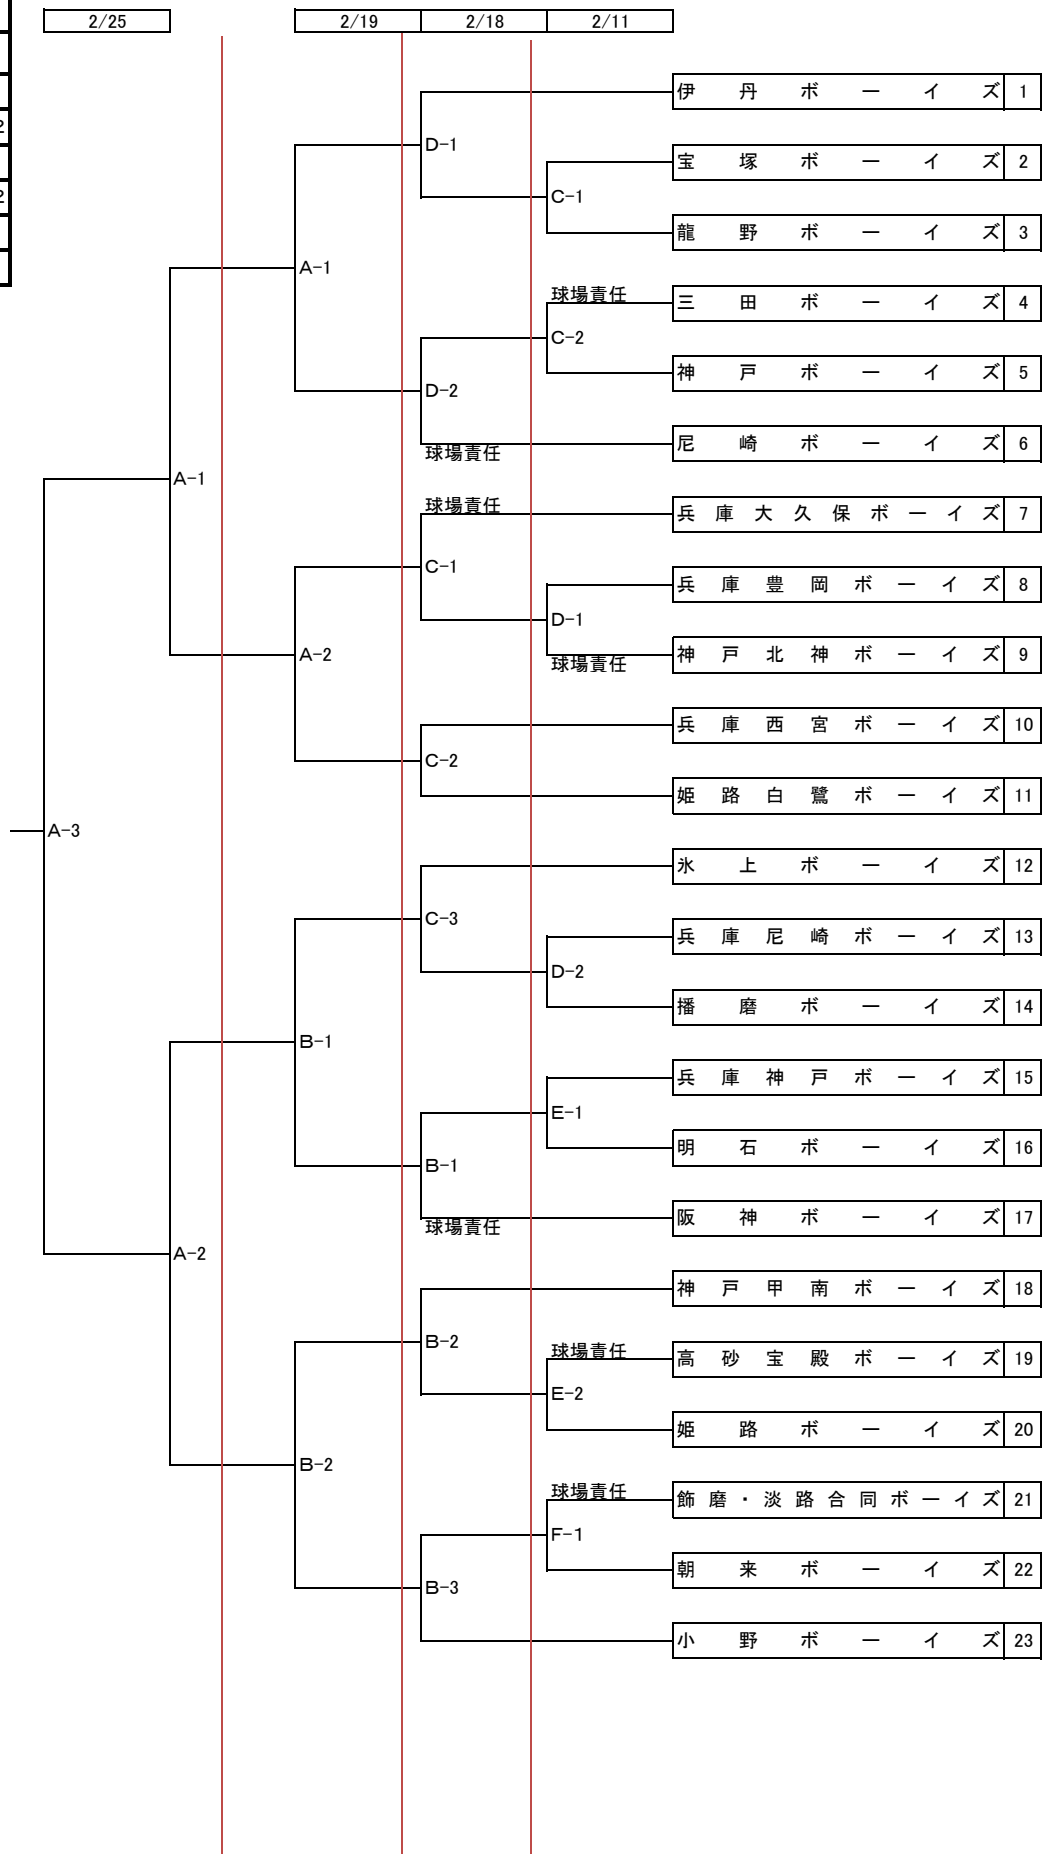 2/25 2/19 2/18 2/11
2
2
伊丹ボーイズ 1
D-1
宝塚ボーイズ 2
C-1
龍野ボーイズ 3
A-1
球場責任
三田ボーイズ 4
C-2
神戸ボーイズ 5
D-2
尼崎ボーイズ 6
球場責任
A-1
球場責任
兵庫大久保ボーイズ 7
C-1
兵庫豊岡ボーイズ 8
D-1
A-2
神戸北神ボーイズ 9
球場責任
兵庫西宮ボーイズ 10
C-2
姫路白鷺ボーイズ 11
A-3
氷上ボーイズ 12
C-3
兵庫尼崎ボーイズ 13
D-2
播磨ボーイズ 14
B-1
兵庫神戸ボーイズ 15
E-1
明石ボーイズ 16
B-1
阪神ボーイズ 17
球場責任
A-2
神戸甲南ボーイズ 18
B-2
球場責任
高砂宝殿ボーイズ 19
E-2
姫路ボーイズ 20
B-2
球場責任
飾磨・淡路合同ボーイズ 21
F-1
朝来ボーイズ 22
B-3
小野ボーイズ 23